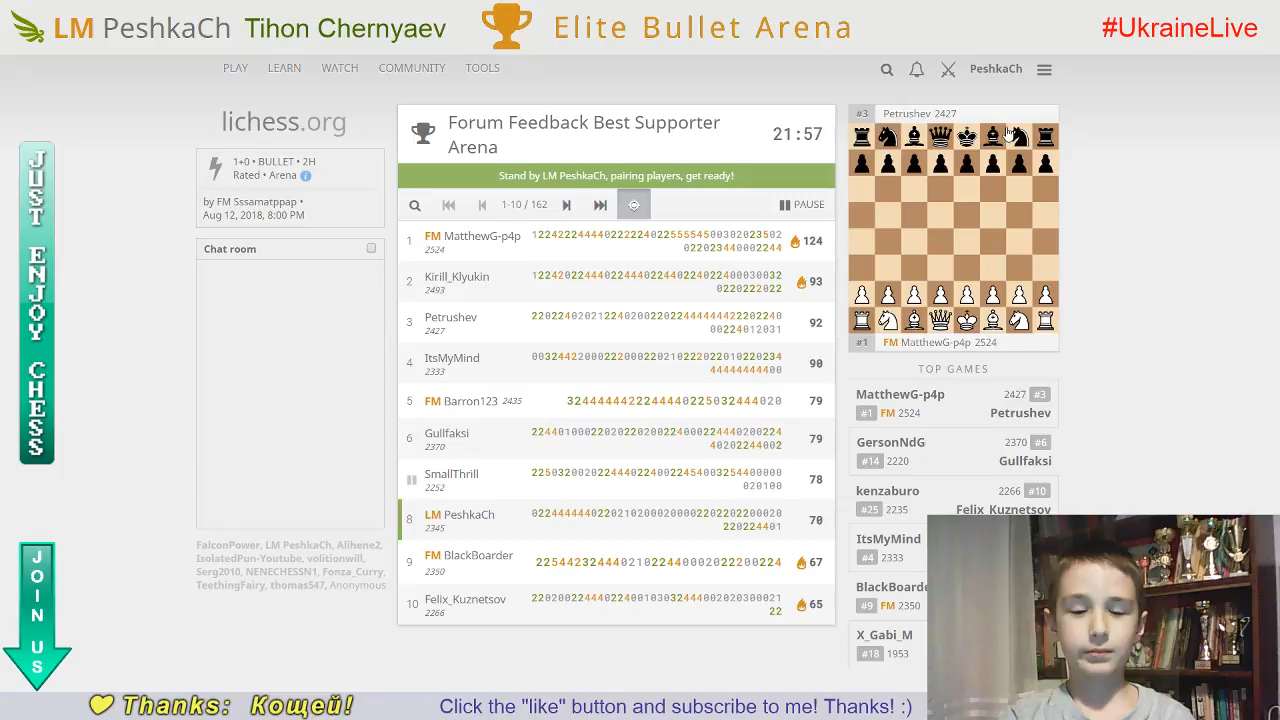 LM PeshkaCh Tihon Chernyaev
Elite Bullet Arena
#UkraineLive
PLAY LEARN WATCH COMMUNITY TOOLS
PeshkaCh
lichess.org
1+0 • BULLET • 2H
Rated • Arena
by FM Sssamatppap •
Aug 12, 2018, 8:00 PM
Chat room
FalconPower, LM PeshkaCh, Alihene2,
IsolatedPun-Youtube, volitionwill,
Serg2010, NENECHESSN1, Fonza_Curry,
TeethingFairy, thomas547, Anonymous
JUST ENJOY CHESS
JOIN US
Forum Feedback Best Supporter
Arena
21:57
Stand by LM PeshkaCh, pairing players, get ready!
1-10 / 162
PAUSE
1 FM MatthewG-p4p 124
2524
2 Kirill_Klyukin 93
2493
3 Petrushev 92
2427
4 ItsMyMind 90
2333
5 FM Barron123 2435 79
6 Gullfaksi 79
2370
SmallThrill 78
2252
8 LM PeshkaCh 70
2345
9 FM BlackBoarder 67
2350
10 Felix_Kuznetsov 65
2266
#3 Petrushev 2427
#1 FM MatthewG-p4p 2524
TOP GAMES
MatthewG-p4p 2427 #3
#1 FM 2524 Petrushev
GersonNdG 2370 #6
#14 2220 Gullfaksi
kenzaburo 2266 #10
#25 2235 Felix_Kuznetsov
ItsMyMind
#4 2333
BlackBoarde
#9 FM 2350
X_Gabi_M
#18 1953
Thanks: Кощей!
Click the "like" button and subscribe to me! Thanks! :)